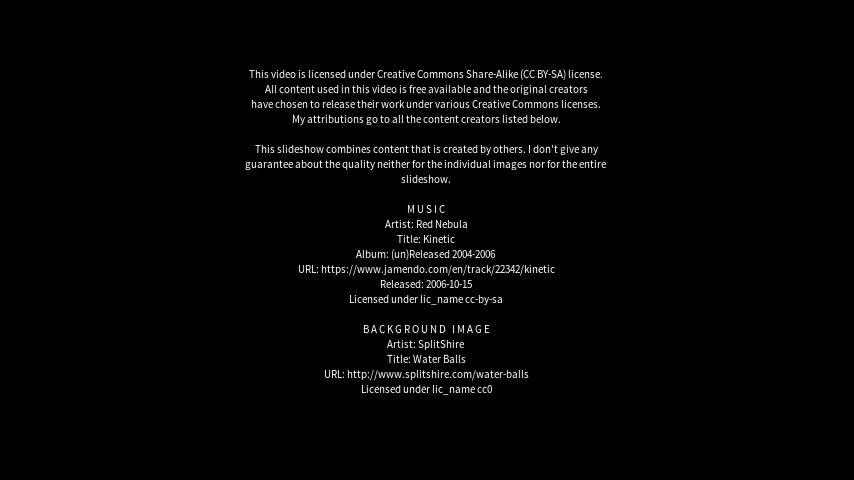 This video is licensed under Creative Commons Share-Alike (CC BY-SA) license.
All content used in this video is free available and the original creators
have chosen to release their work under various Creative Commons licenses.
My attributions go to all the content creators listed below.
This slideshow combines content that is created by others. I don't give any
guarantee about the quality neither for the individual images nor for the entire
slideshow.
MUSIC
Artist: Red Nebula
Title: Kinetic
Album: (un)Released 2004-2006
URL: https://www.jamendo.com/en/track/22342/kinetic
Released: 2006-10-15
Licensed under lic_name cc-by-sa
BACKGROUND IMAGE
Artist: SplitShire
Title: Water Balls
URL: http://www.splitshire.com/water-balls
Licensed under lic_name cc0